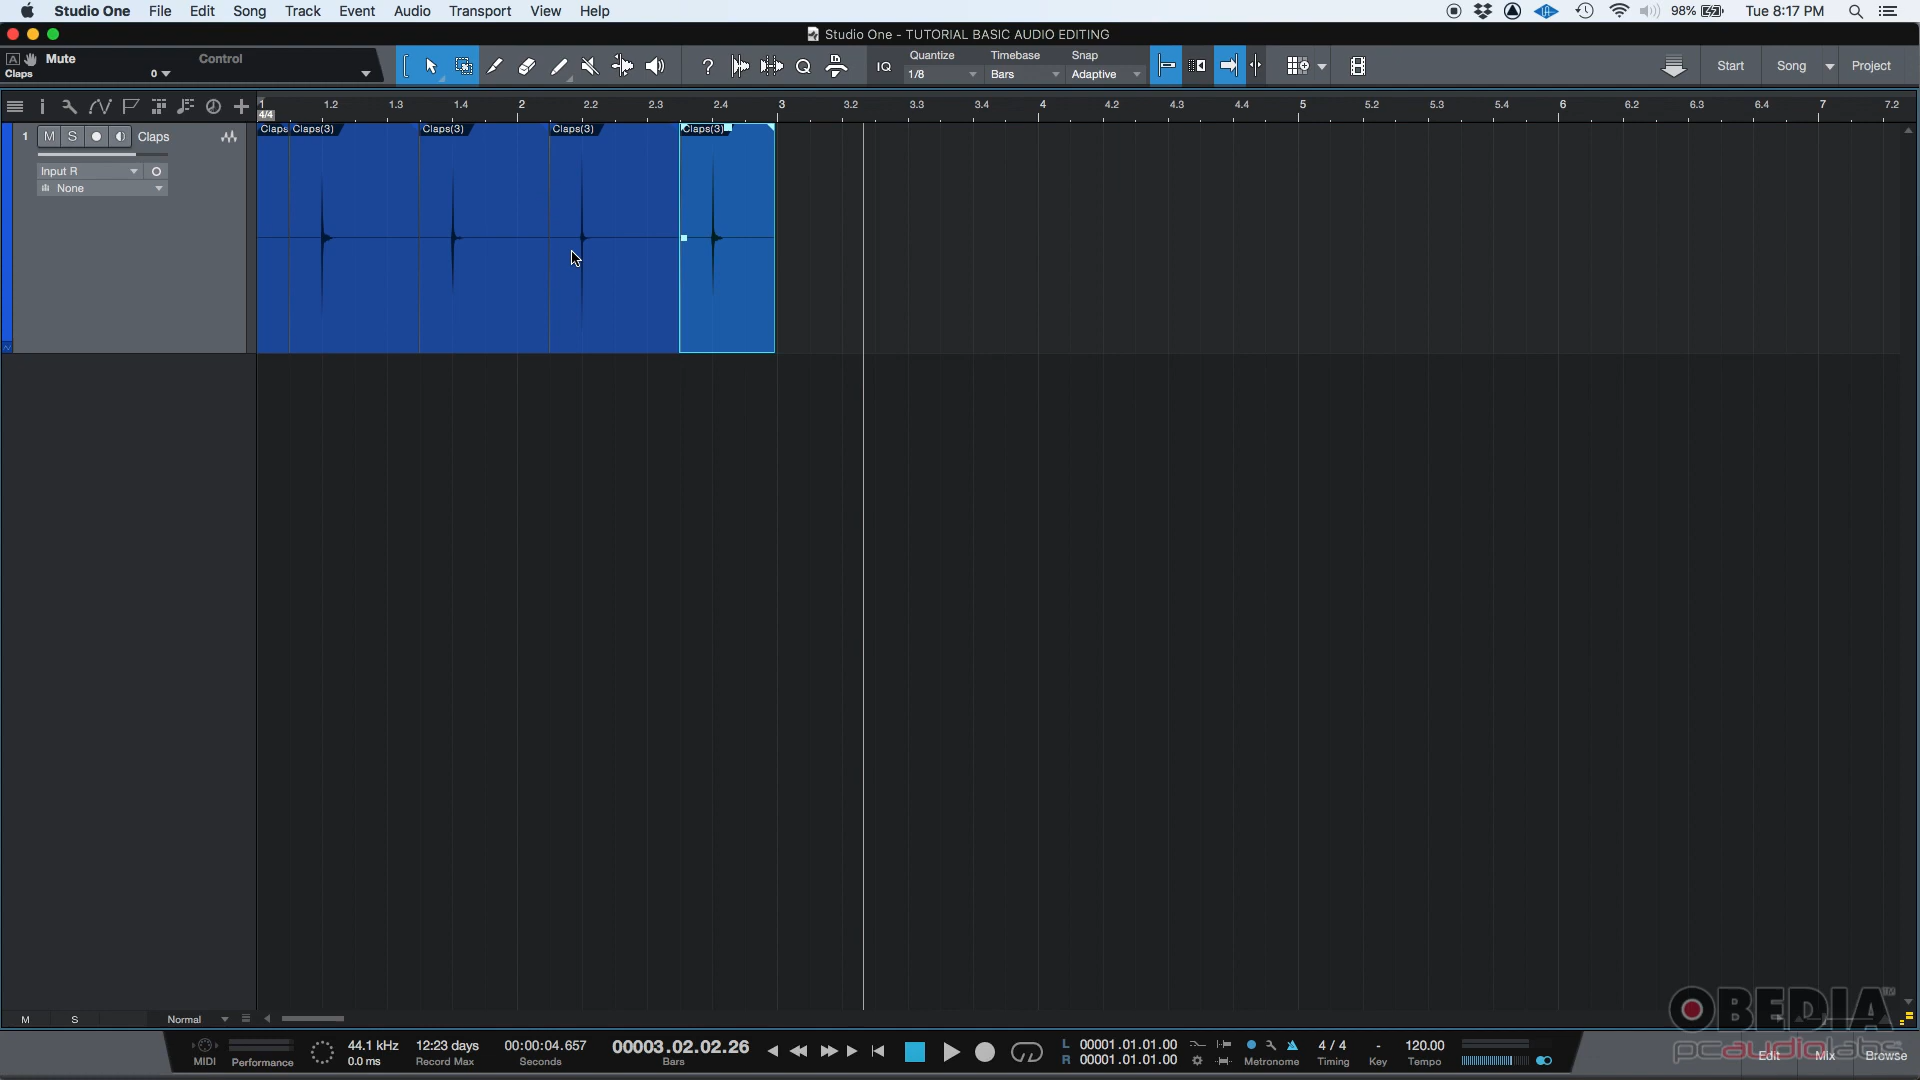 Studio One File Edit Song Track Event Audio Transport View Help
98% Tue 8:17 PM
Studio One - TUTORIAL BASIC AUDIO EDITING
A Mute Control
Claps 0
? IQ
Quantize Timebase Snap
1/8 Bars Adaptive
Start Song Project
1 1.2 1.3 1.4 2 2.2 2.3 2.4 3 3.2 3.3 3.4 4 4.2 4.3 4.4 5 5.2 5.3 5.4 6 6.2 6.3 6.4 7 7.2
4/4
Claps Claps(3) Claps(3) Claps(3) Claps(3)
1 M S Claps
Input R
None
M S Normal
OBEDIA
pcaudiolabs
44.1 kHz 12:23 days 00:00:04.657 00003.02.02.26
MIDI Performance 0.0 ms Record Max Seconds Bars
L 00001.01.01.00
R 00001.01.01.00
4 / 4 - 120.00
Metronome Timing Key Tempo
Edit Mix Browse